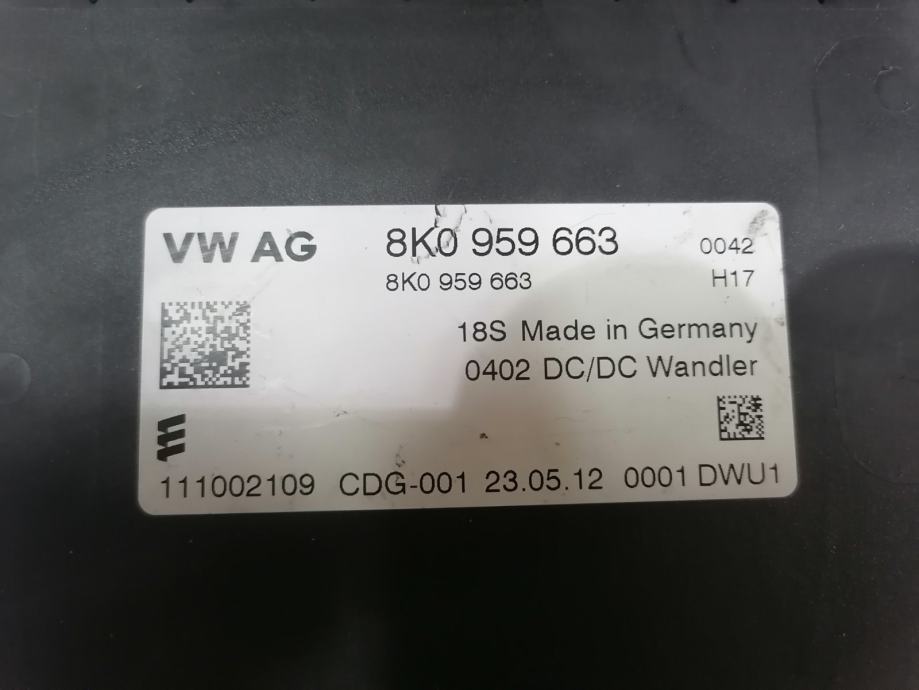 VW AG 8K0 959 663 0042
8K0 959 663 H17
18S Made in Germany
0402 DC/DC Wandler
111002109 CDG-001 23.05.12 0001 DWU1